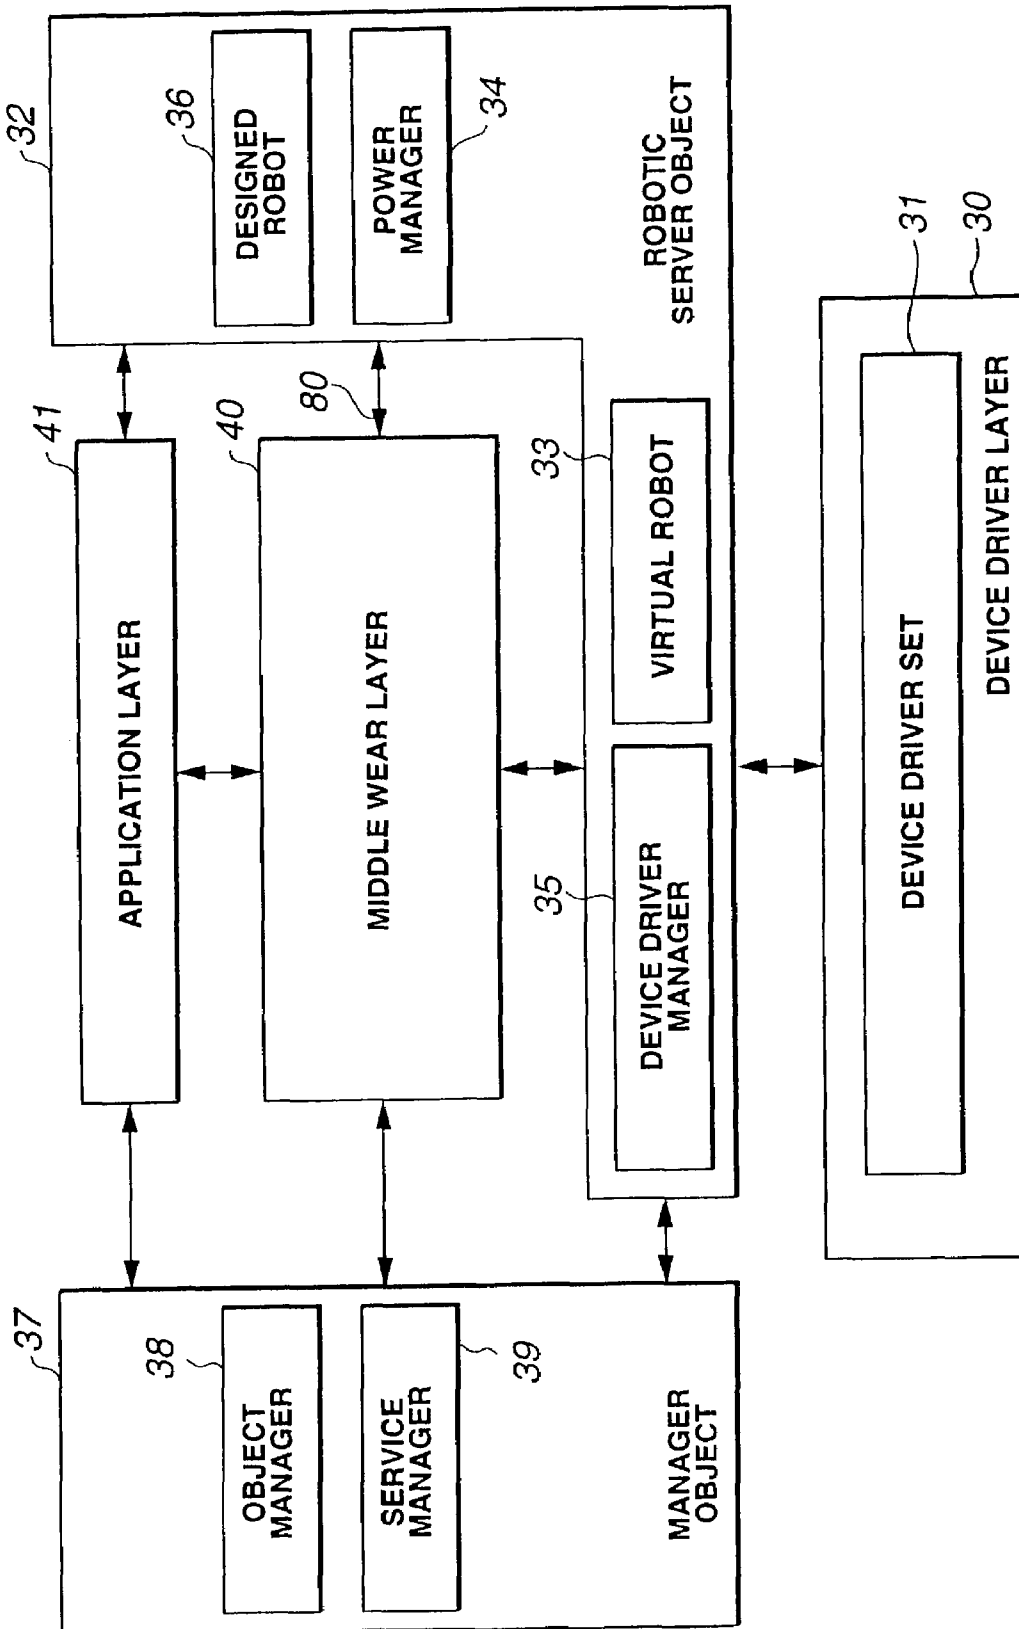 37
38
OBJECT
MANAGER
SERVICE
MANAGER
39
MANAGER
OBJECT
41
APPLICATION LAYER
40
MIDDLE WEAR LAYER
80
32
36
DESIGNED
ROBOT
POWER
MANAGER
34
ROBOTIC
SERVER OBJECT
35
DEVICE DRIVER
MANAGER
33
VIRTUAL ROBOT
31
DEVICE DRIVER SET
30
DEVICE DRIVER LAYER